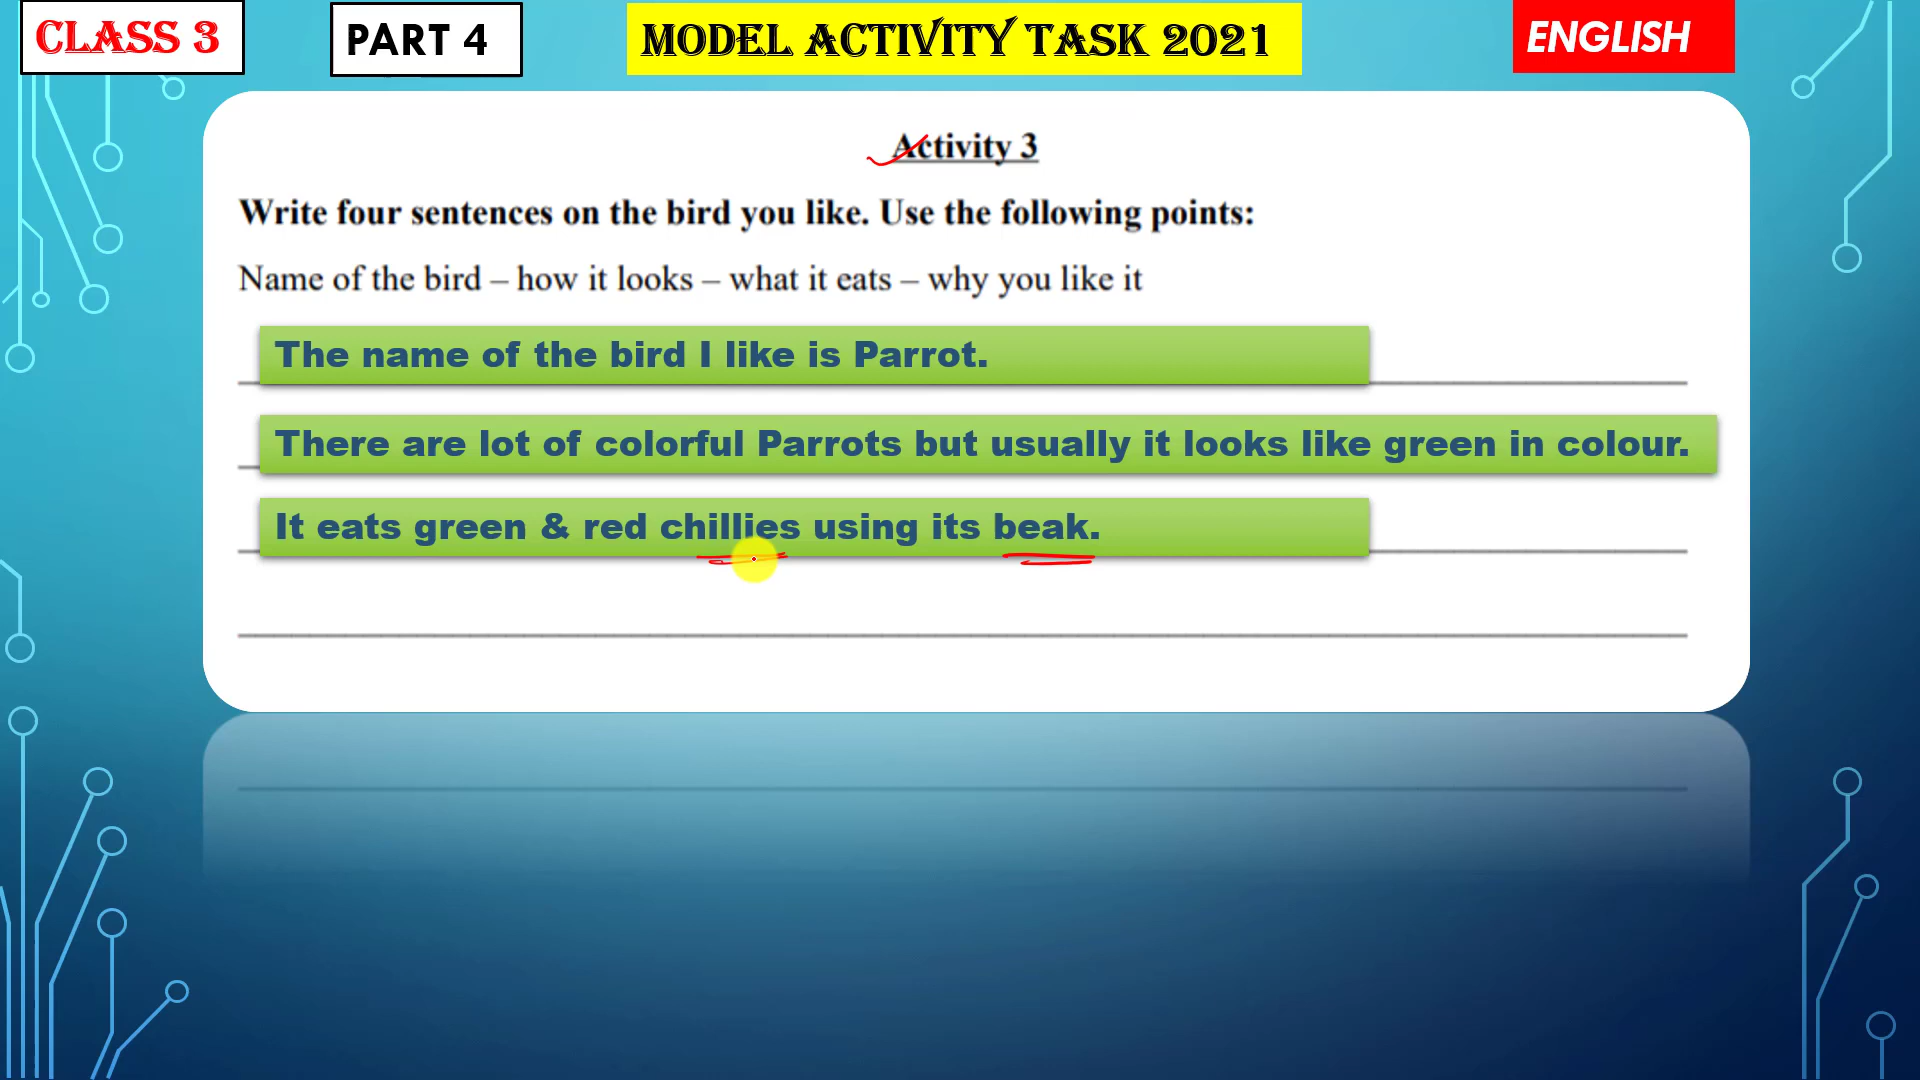 CLASS 3
PART 4
MODEL ACTIVITY TASK 2021
ENGLISH
Activity 3
Write four sentences on the bird you like. Use the following points:
Name of the bird – how it looks – what it eats – why you like it
The name of the bird I like is Parrot.
There are lot of colorful Parrots but usually it looks like green in colour.
It eats green & red chillies using its beak.